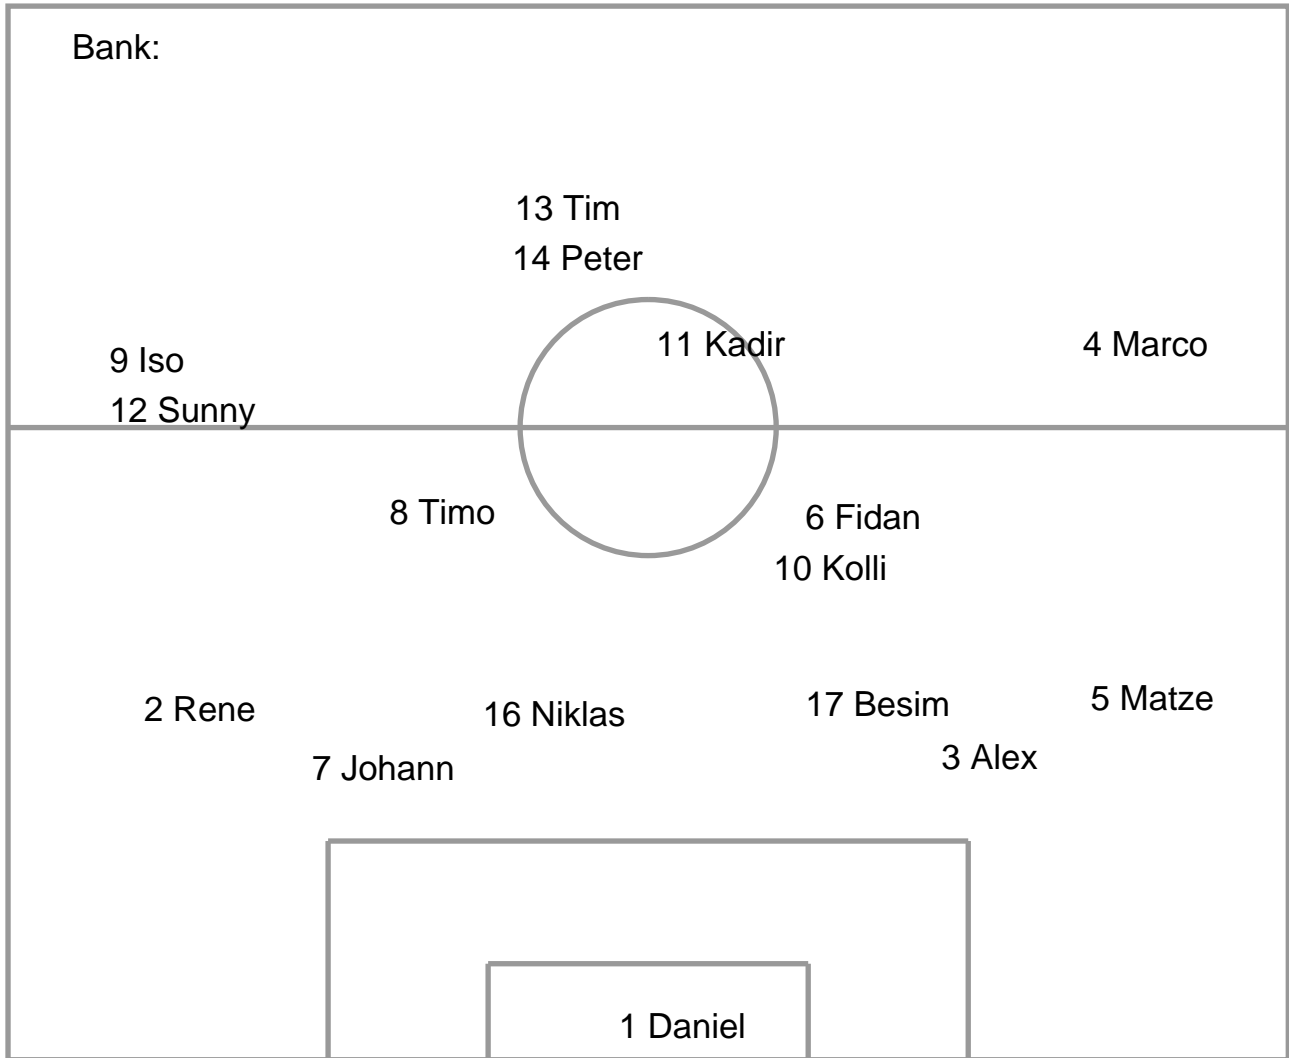 Bank:
13 Tim
14 Peter
11 Kadir
4 Marco
9 Iso
12 Sunny
8 Timo
6 Fidan
10 Kolli
2 Rene
16 Niklas
17 Besim
5 Matze
7 Johann
3 Alex
1 Daniel